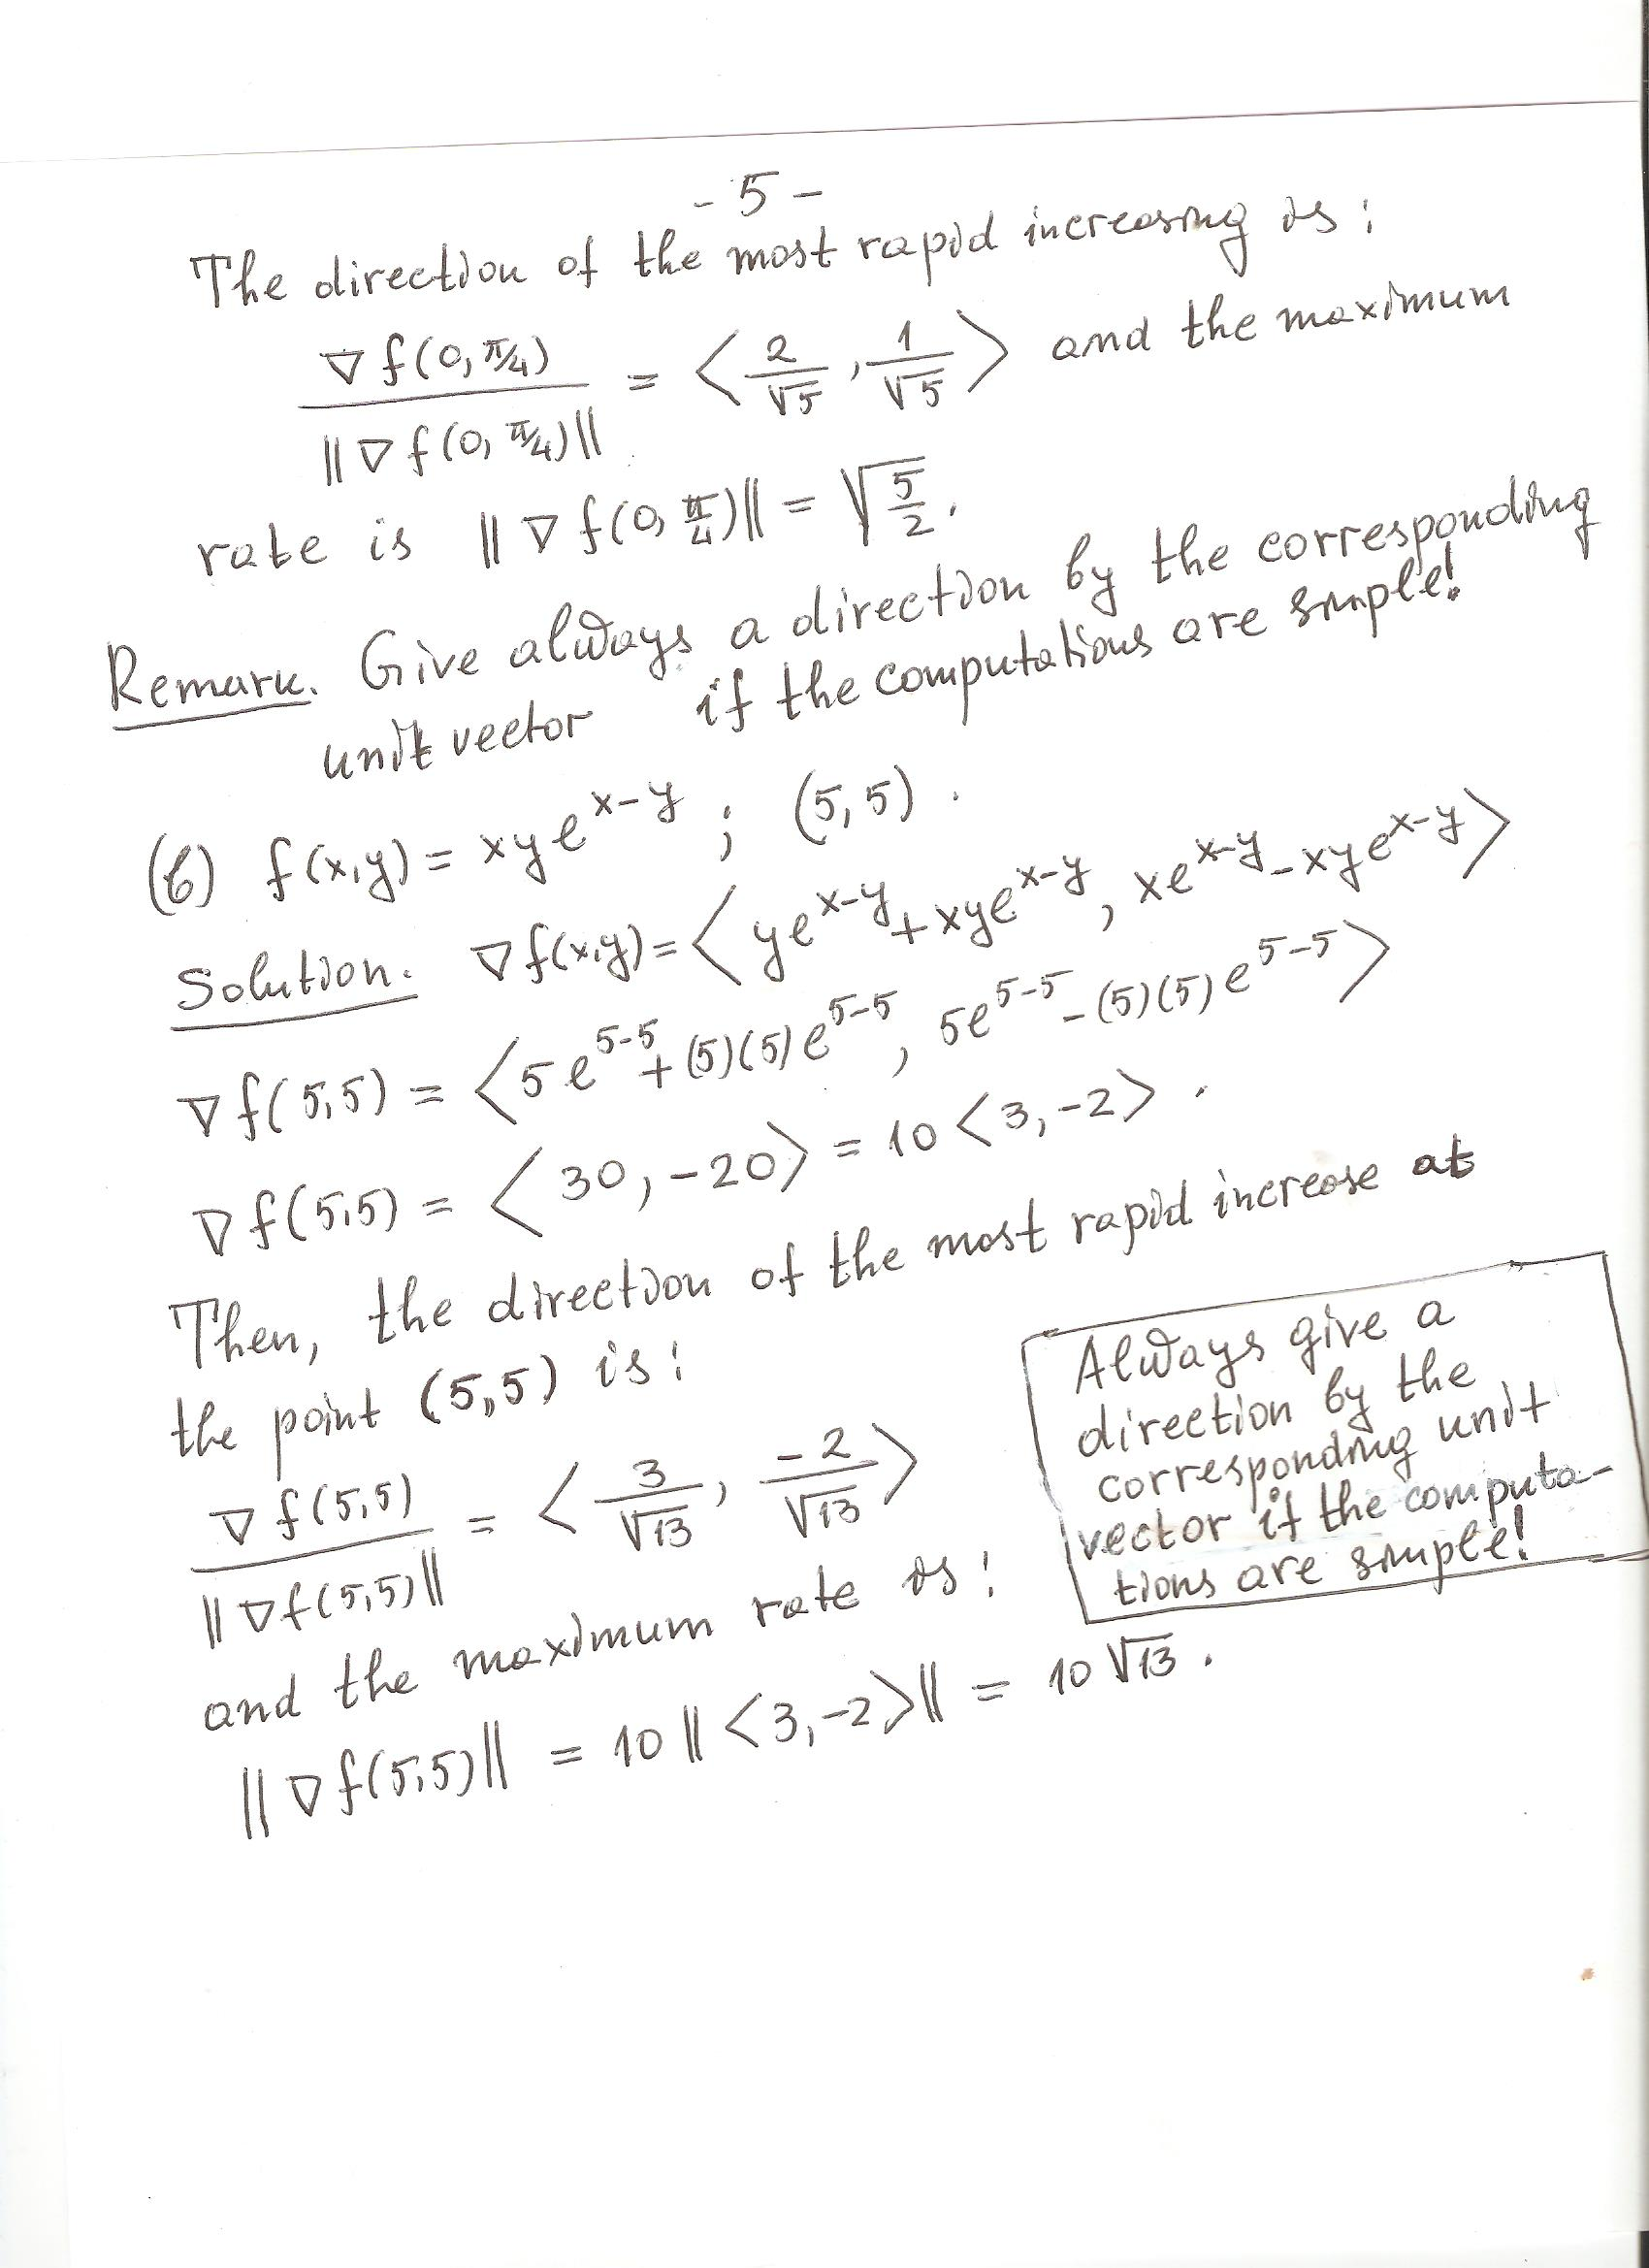 - 5 -
The direction of the most rapid increasing is:
∇f(0, π/4) / ‖∇f(0, π/4)‖ = ⟨2/√5, 1/√5⟩ and the maximum
rate is ‖∇f(0, π/4)‖ = √(5/2).
Remark. Give always a direction by the corresponding
unit vector if the computations are simple!
(b) f(x,y) = xye^(x-y) ; (5,5).
Solution. ∇f(x,y) = ⟨ye^(x-y) + xye^(x-y), xe^(x-y) - xye^(x-y)⟩
∇f(5,5) = ⟨5e^(5-5) + (5)(5)e^(5-5), 5e^(5-5) - (5)(5)e^(5-5)⟩
∇f(5,5) = ⟨30, -20⟩ = 10⟨3, -2⟩.
Then, the direction of the most rapid increase at
the point (5,5) is:
∇f(5,5) / ‖∇f(5,5)‖ = ⟨3/√13, -2/√13⟩
and the maximum rate is:
‖∇f(5,5)‖ = 10‖⟨3,-2⟩‖ = 10√13.
Always give a
direction by the
corresponding unit
vector if the computa-
tions are simple!